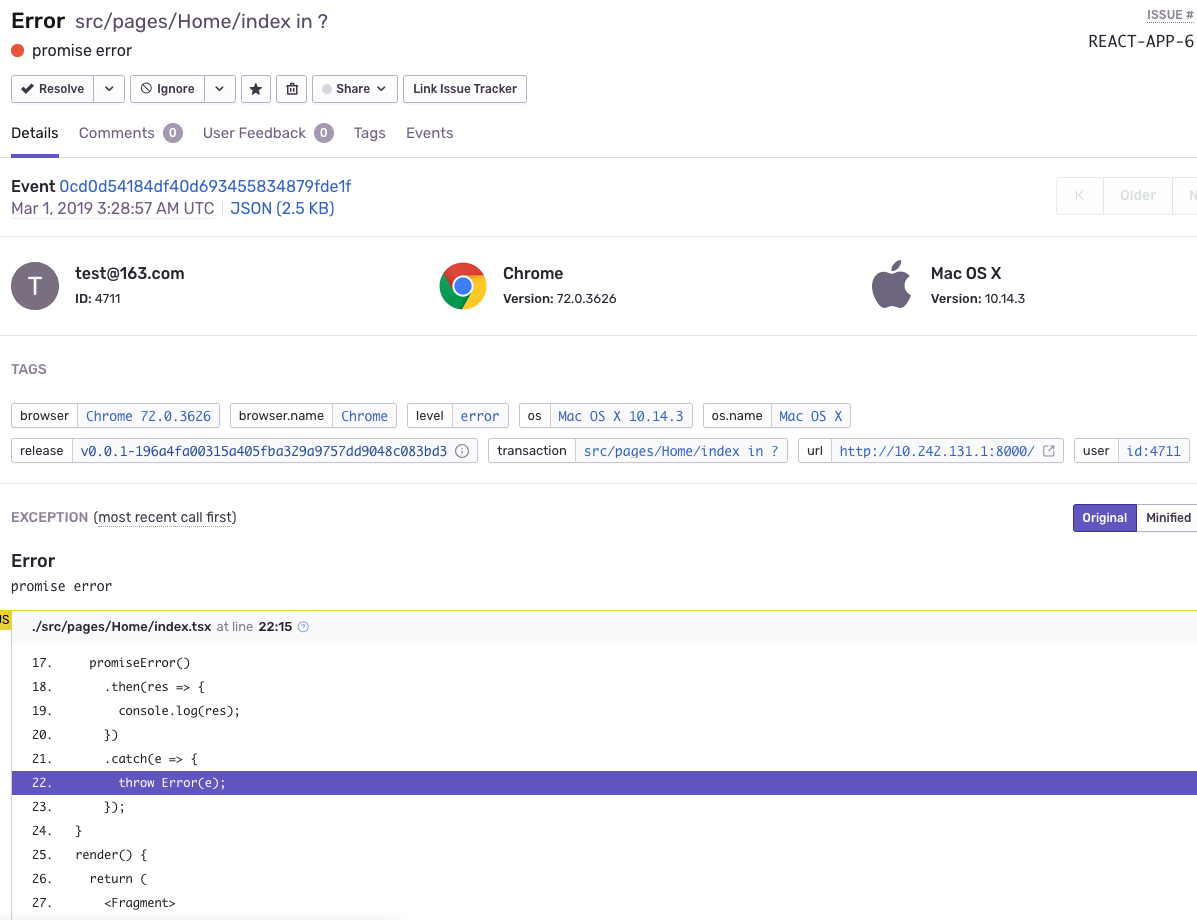 Error src/pages/Home/index in ?
ISSUE #
promise error
REACT-APP-6
Resolve Ignore Share Link Issue Tracker
Details Comments 0 User Feedback 0 Tags Events
Event 0cd0d54184df40d693455834879fde1f
Mar 1, 2019 3:28:57 AM UTC JSON (2.5 KB)
Older N
T test@163.com
ID: 4711
Chrome
Version: 72.0.3626
Mac OS X
Version: 10.14.3
TAGS
browser Chrome 72.0.3626 browser.name Chrome level error os Mac OS X 10.14.3 os.name Mac OS X
release v0.0.1-196a4fa00315a405fba329a9757dd9048c083bd3 transaction src/pages/Home/index in ? url http://10.242.131.1:8000/ user id:4711
EXCEPTION (most recent call first) Original Minified
Error
promise error
JS
./src/pages/Home/index.tsx at line 22:15 ?
17. promiseError()
18. .then(res => {
19. console.log(res);
20. })
21. .catch(e => {
22. throw Error(e);
23. });
24. }
25. render() {
26. return (
27. <Fragment>